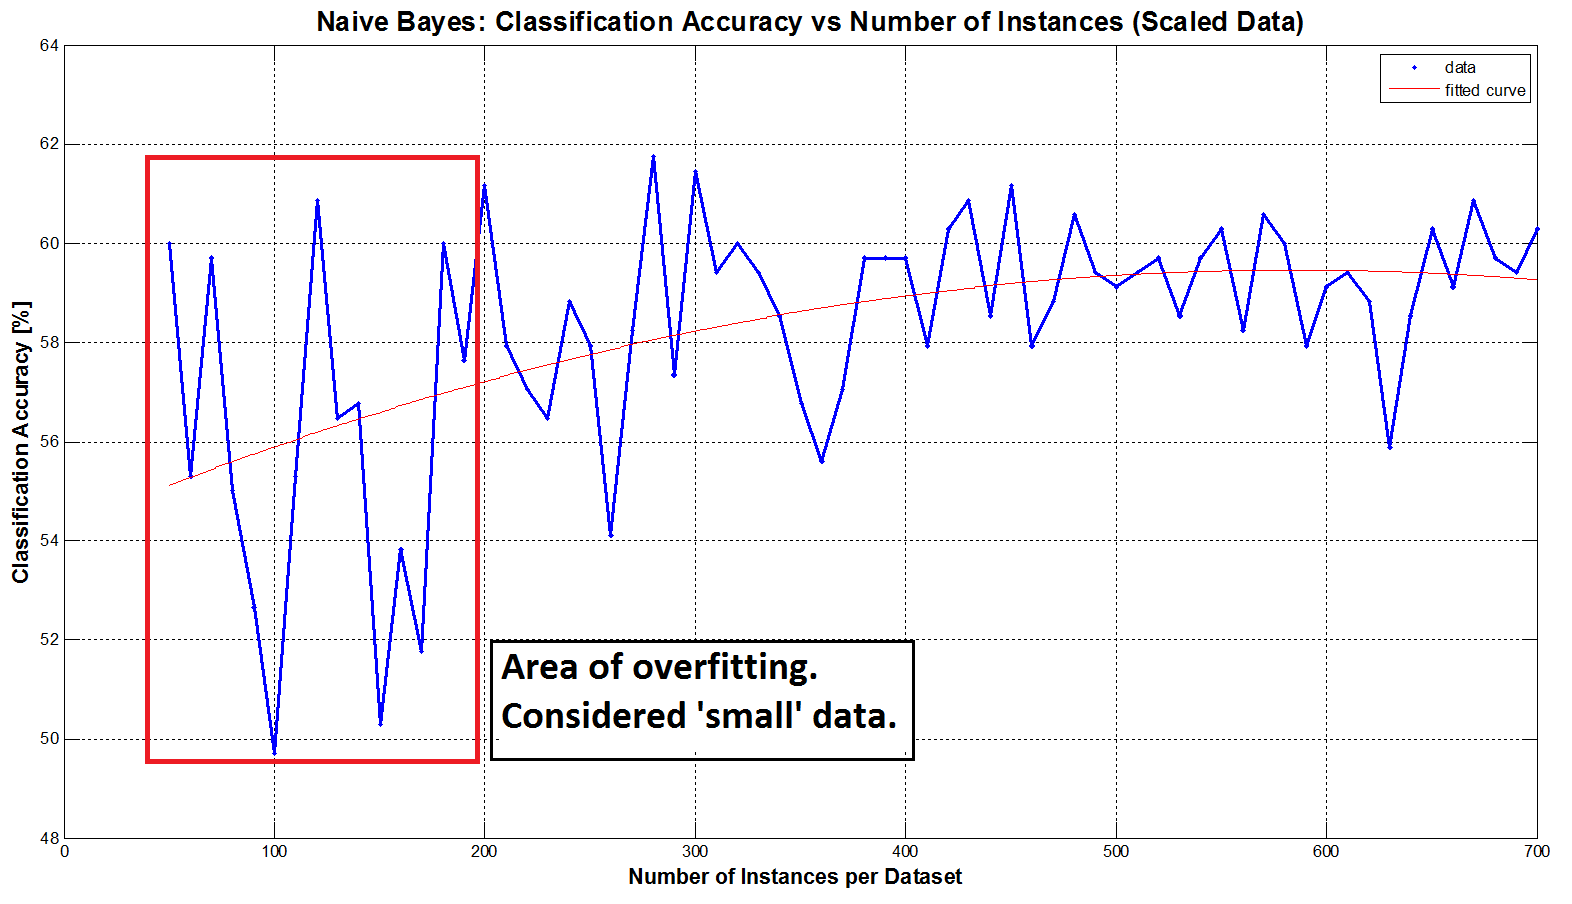 Naive Bayes: Classification Accuracy vs Number of Instances (Scaled Data)
data
fitted curve
Classification Accuracy [%]
64
62
60
58
56
54
52
50
48
Area of overfitting.
Considered 'small' data.
0 100 200 300 400 500 600 700
Number of Instances per Dataset